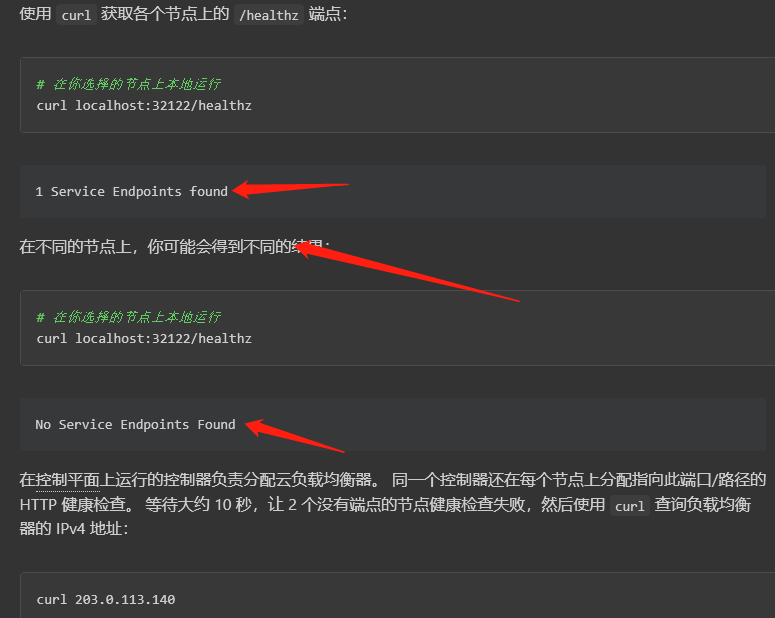 使用 curl 获取各个节点上的 /healthz 端点：
# 在你选择的节点上本地运行
curl localhost:32122/healthz
1 Service Endpoints found
在不同的节点上，你可能会得到不同的结果：
# 在你选择的节点上本地运行
curl localhost:32122/healthz
No Service Endpoints Found
在控制平面上运行的控制器负责分配云负载均衡器。 同一个控制器还在每个节点上分配指向此端口/路径的
HTTP 健康检查。 等待大约 10 秒，让 2 个没有端点的节点健康检查失败，然后使用 curl 查询负载均衡
器的 IPv4 地址：
curl 203.0.113.140